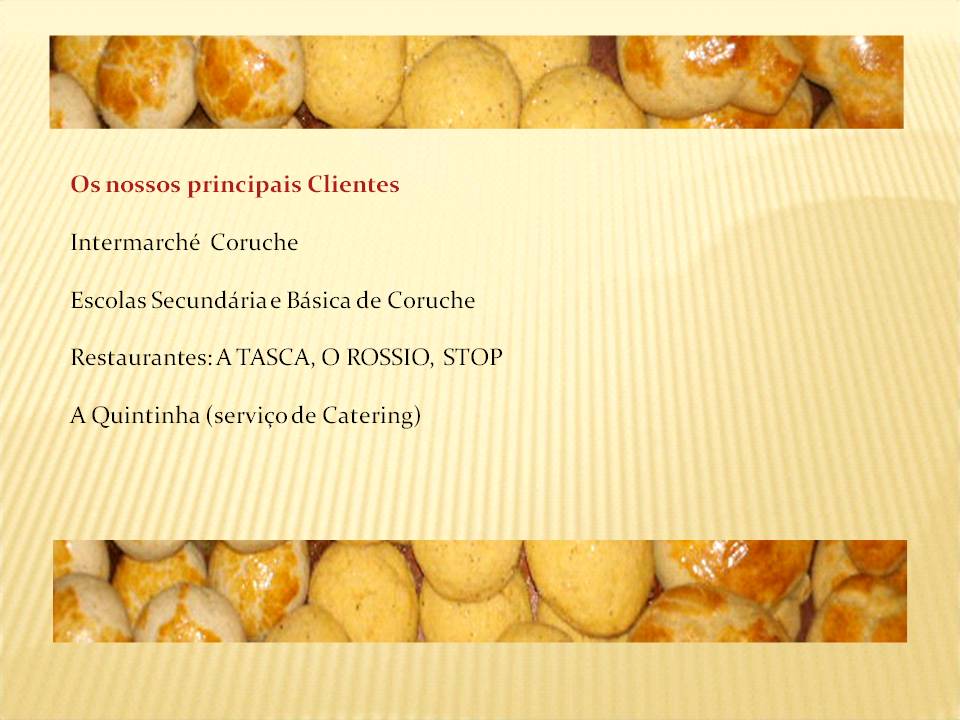 Os nossos principais Clientes
Intermarché Coruche
Escolas Secundária e Básica de Coruche
Restaurantes: A TASCA, O ROSSIO, STOP
A Quintinha (serviço de Catering)